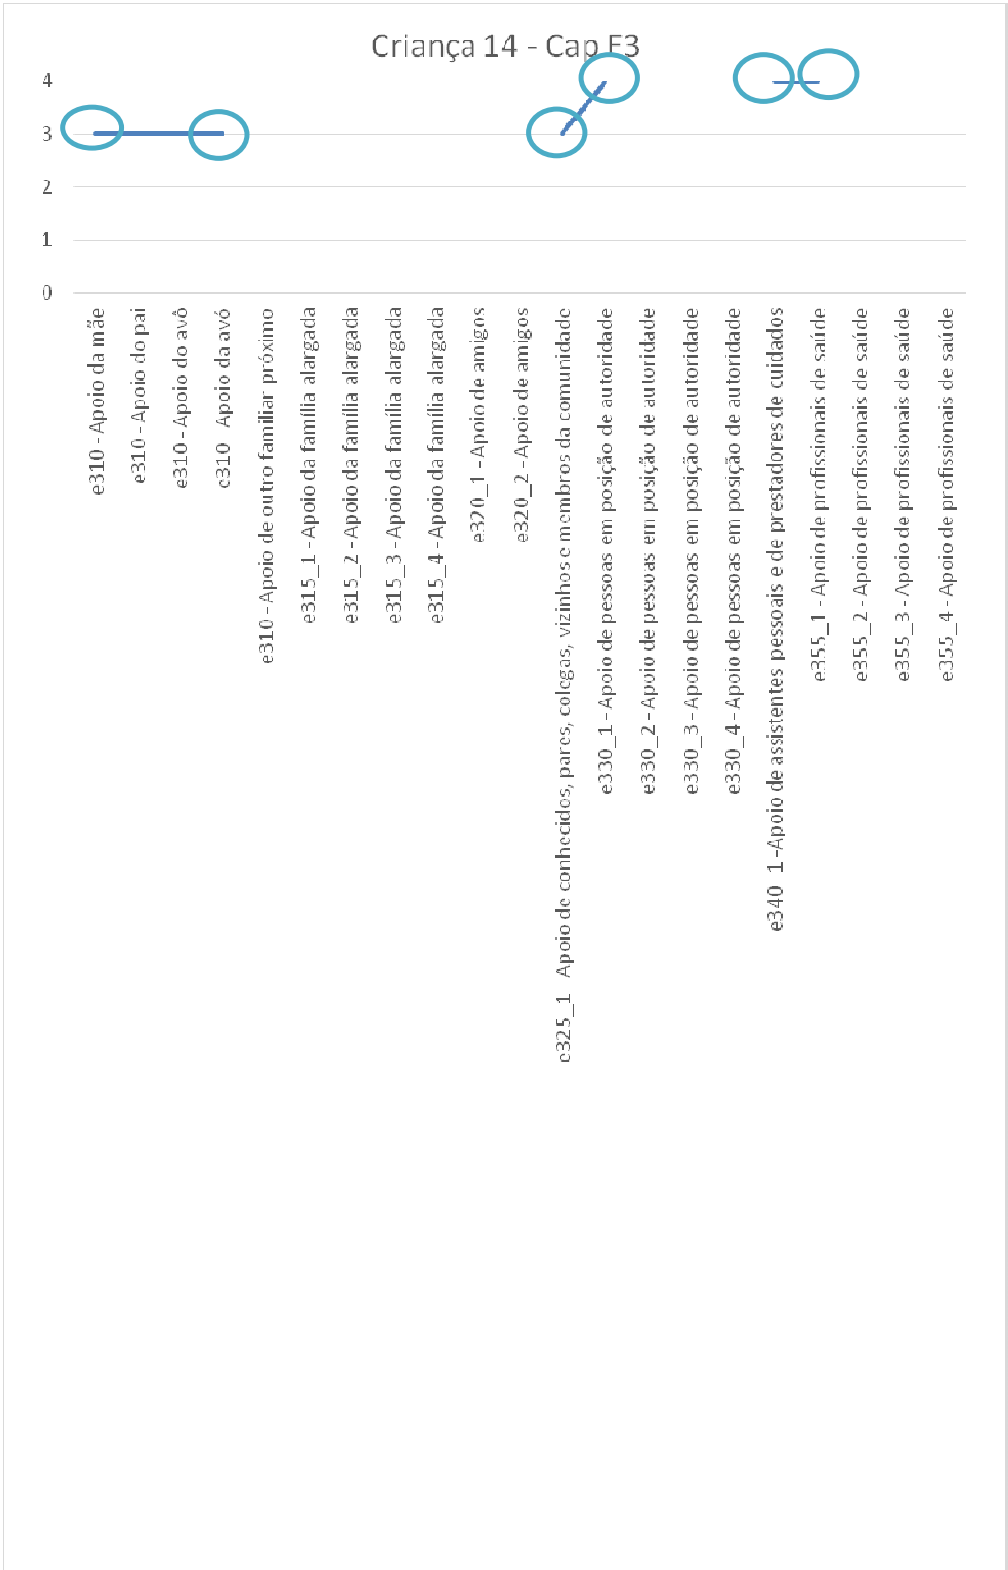 Criança 14 - Cap E3
4
3
2
1
0
e310 - Apoio da mãe
e310 - Apoio do pai
e310 - Apoio do avô
e310 Apoio da avó
e310 - Apoio de outro familiar próximo
e315_1 - Apoio da família alargada
e315_2 - Apoio da família alargada
e315_3 - Apoio da família alargada
e315_4 - Apoio da família alargada
e320_1 - Apoio de amigos
e320_2 - Apoio de amigos
e325_1 Apoio de conhecidos, pares, colegas, vizinhos e membros da comunidade
e330_1 - Apoio de pessoas em posição de autoridade
e330_2 - Apoio de pessoas em posição de autoridade
e330_3 - Apoio de pessoas em posição de autoridade
e330_4 - Apoio de pessoas em posição de autoridade
e340 1 -Apoio de assistentes pessoais e de prestadores de cuidados
e355_1 - Apoio de profissionais de saúde
e355_2 - Apoio de profissionais de saúde
e355_3 - Apoio de profissionais de saúde
e355_4 - Apoio de profissionais de saúde